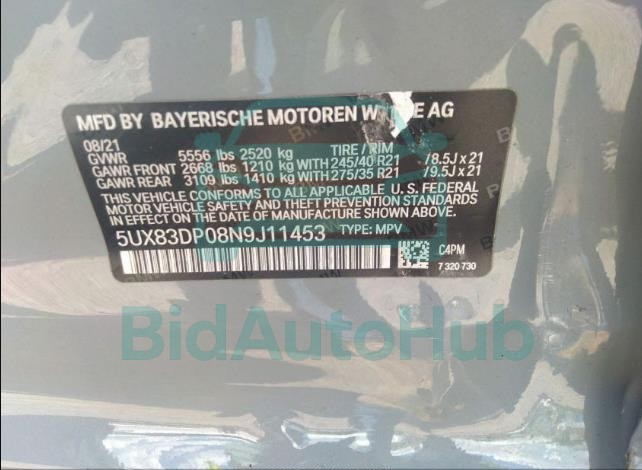 MFD BY BAYERISCHE MOTOREN W E AG
08/21 TIRE / RIM
GVWR 5556 lbs 2520 kg
GAWR FRONT 2668 lbs 1210 kg WITH 245/40 R21 /8.5J x 21
GAWR REAR 3109 lbs 1410 kg WITH 275/35 R21 /9.5J x 21
THIS VEHICLE CONFORMS TO ALL APPLICABLE U. S. FEDERAL
MOTOR VEHICLE SAFETY, BUMPER, AND THEFT PREVENTION STANDARDS
IN EFFECT ON THE DATE OF MANUFACTURE SHOWN ABOVE.
5UX83DP08N9J11453 TYPE: MPV
C4PM
7 320 730
BidAutoHub